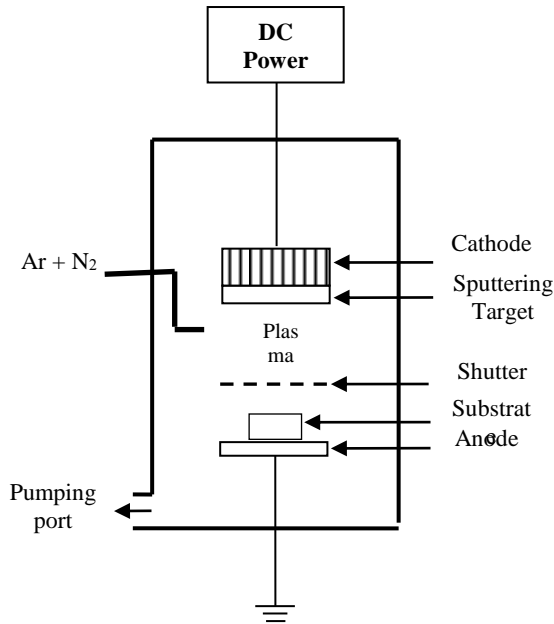 DC
Power
Ar + N2
Cathode
Sputtering
Target
Plas
ma
Shutter
Substrat
e
Anode
Pumping
port